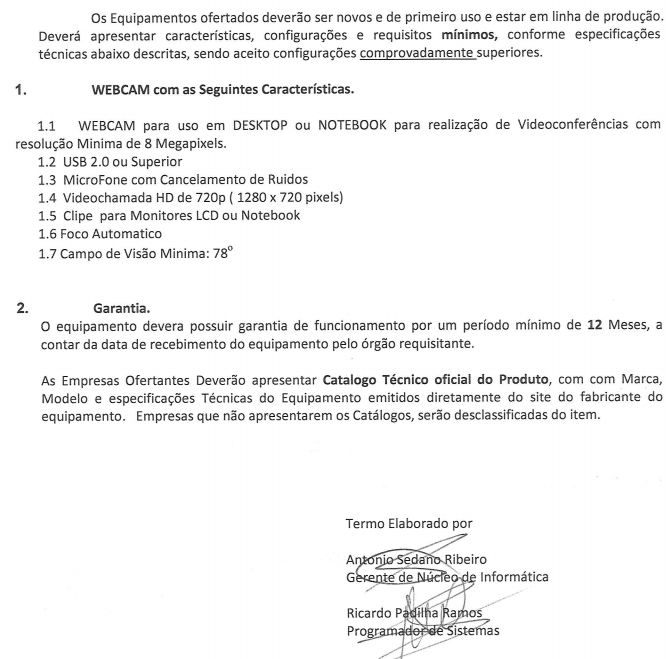 Os Equipamentos ofertados deverão ser novos e de primeiro uso e estar em linha de produção.
Deverá apresentar características, configurações e requisitos mínimos, conforme especificações
técnicas abaixo descritas, sendo aceito configurações comprovadamente superiores.
1. WEBCAM com as Seguintes Características.
1.1 WEBCAM para uso em DESKTOP ou NOTEBOOK para realização de Videoconferências com
resolução Minima de 8 Megapixels.
1.2 USB 2.0 ou Superior
1.3 MicroFone com Cancelamento de Ruidos
1.4 Videochamada HD de 720p ( 1280 x 720 pixels)
1.5 Clipe para Monitores LCD ou Notebook
1.6 Foco Automatico
1.7 Campo de Visão Minima: 78º
2. Garantia.
O equipamento devera possuir garantia de funcionamento por um período mínimo de 12 Meses, a
contar da data de recebimento do equipamento pelo órgão requisitante.
As Empresas Ofertantes Deverão apresentar Catalogo Técnico oficial do Produto, com com Marca,
Modelo e especificações Técnicas do Equipamento emitidos diretamente do site do fabricante do
equipamento. Empresas que não apresentarem os Catálogos, serão desclassificadas do item.
Termo Elaborado por
Antonio Sedano Ribeiro
Gerente de Núcleo de Informática
Ricardo Padilha Ramos
Programador de Sistemas